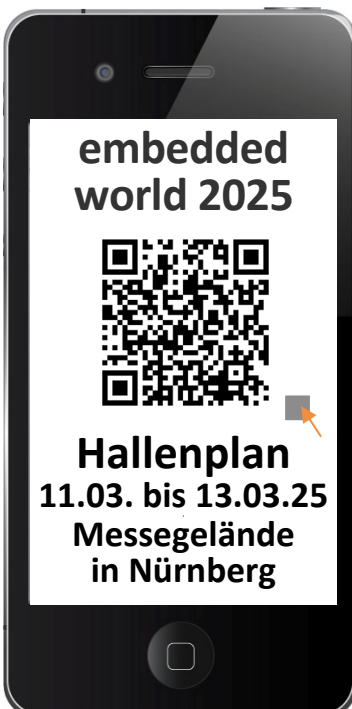 embedded
world 2025
Hallenplan
11.03. bis 13.03.25
Messegelände
in Nürnberg